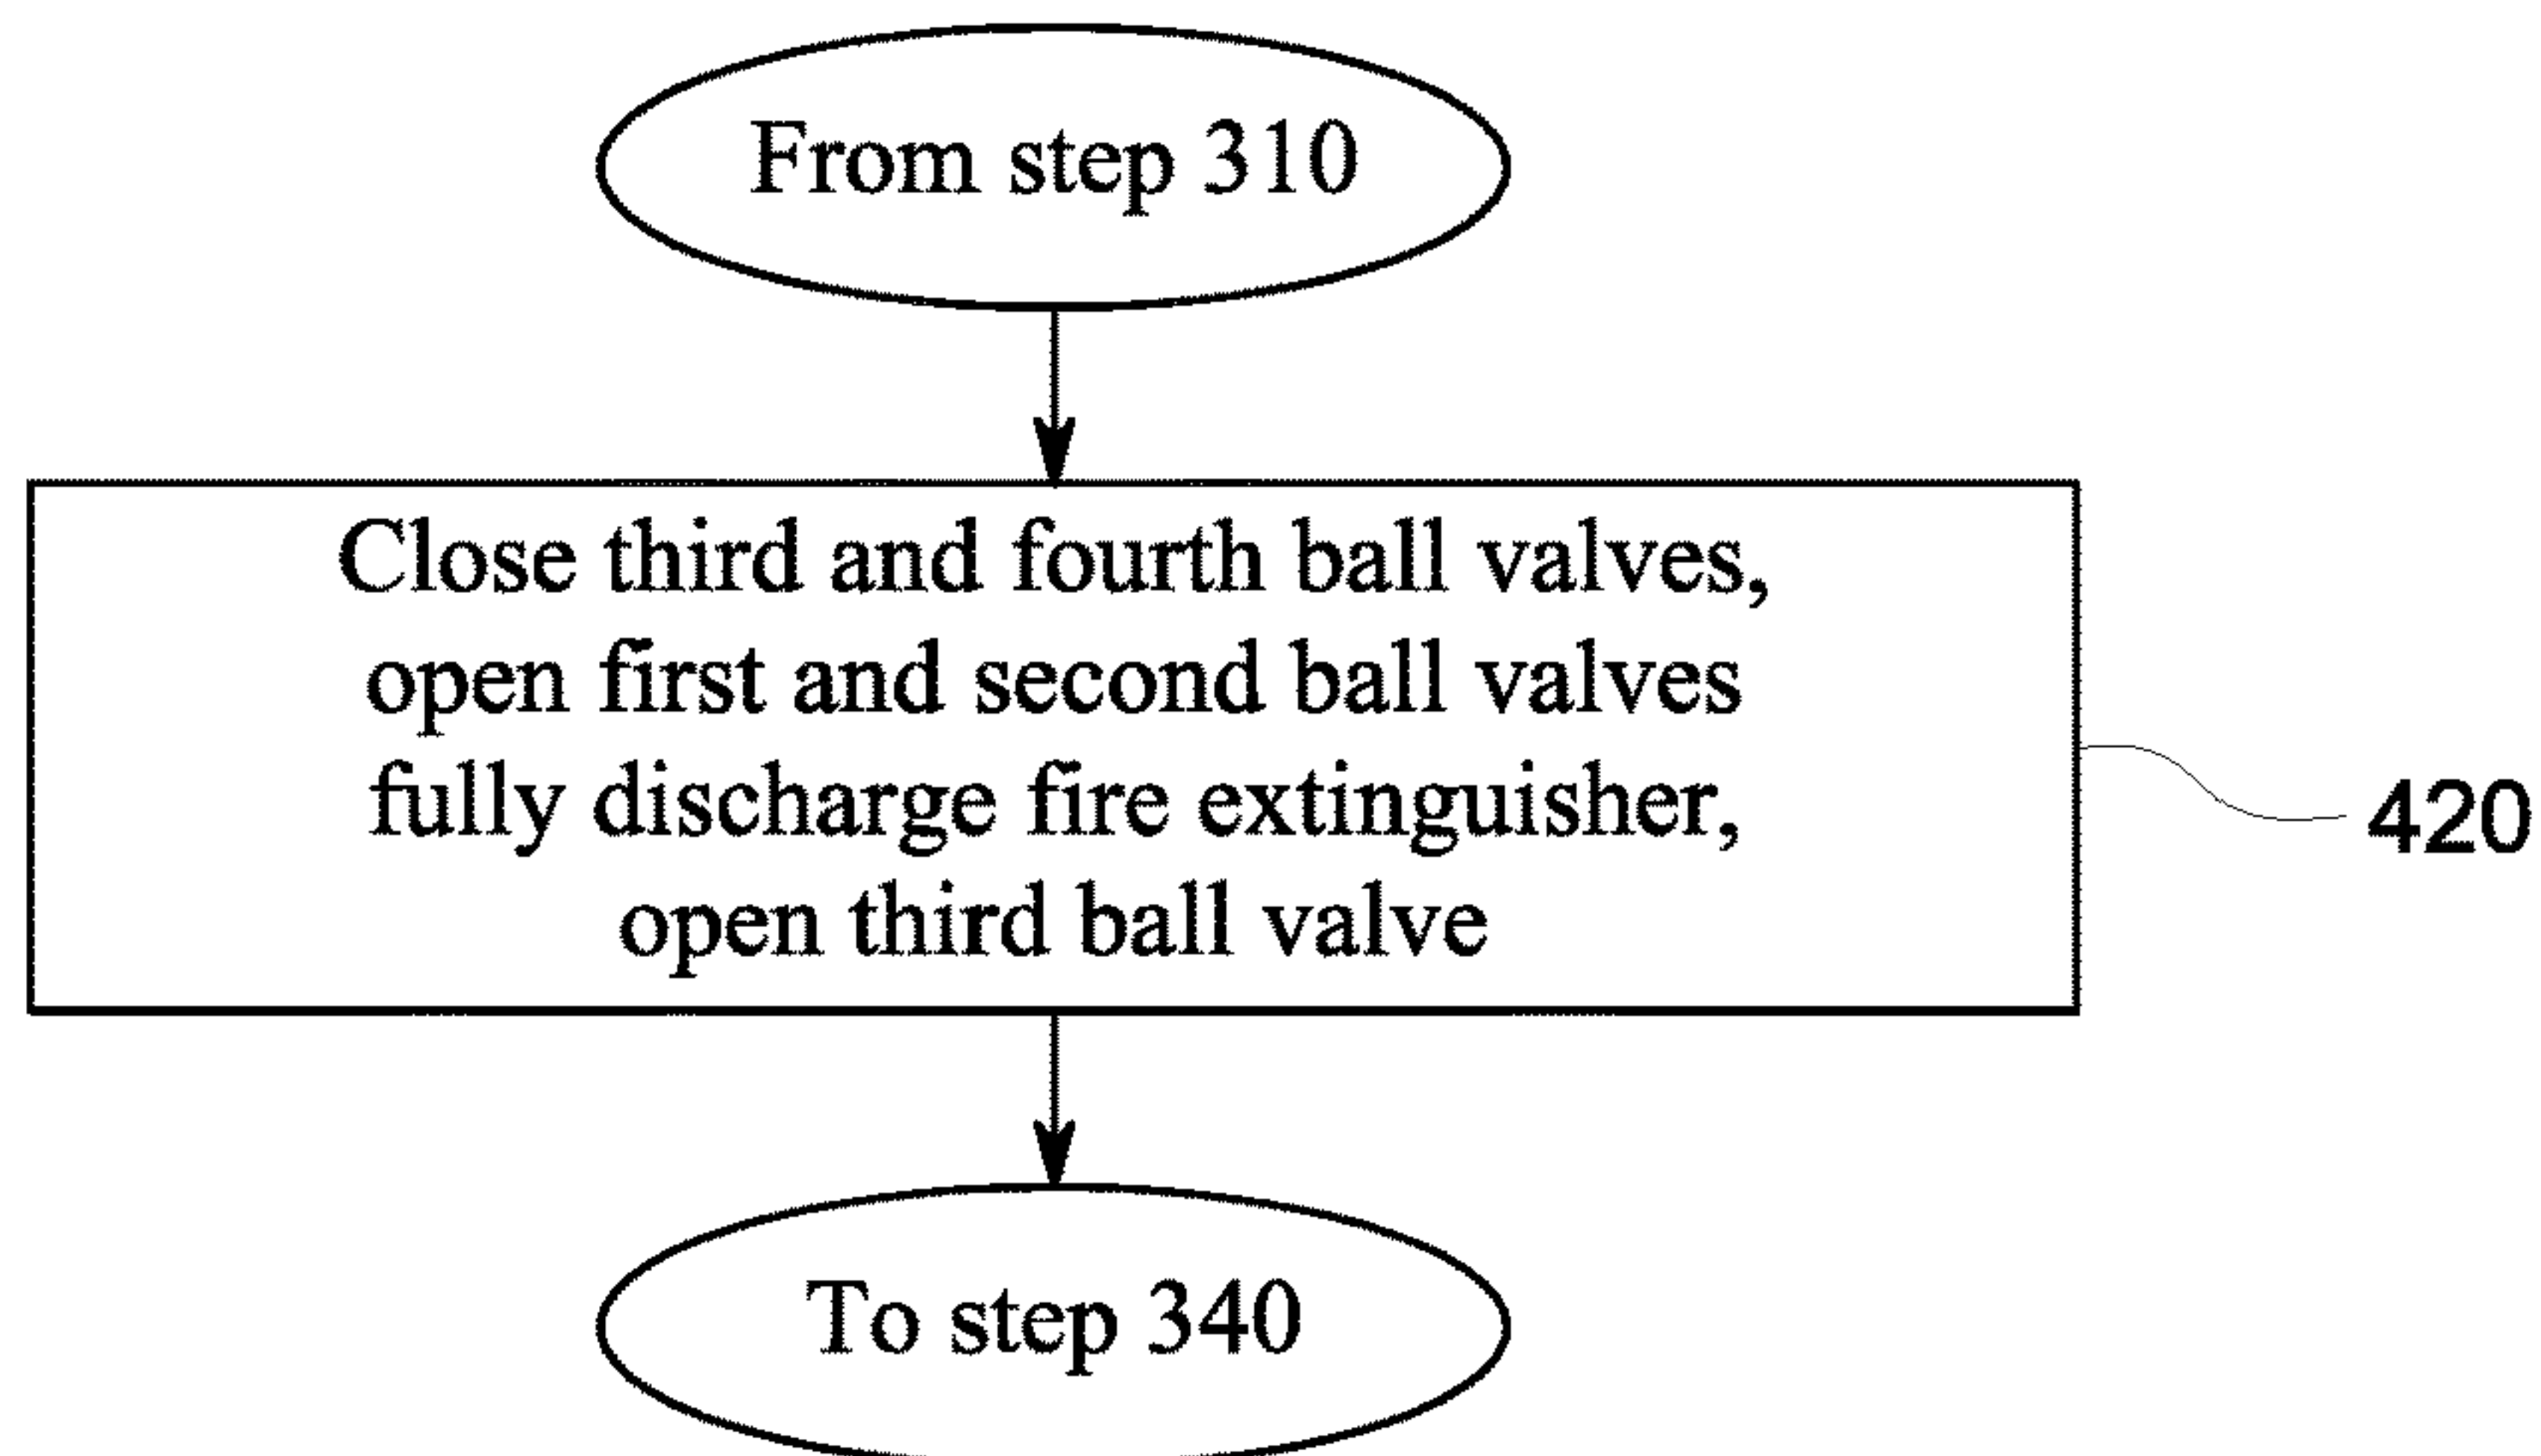 From step 310
Close third and fourth ball valves,
open first and second ball valves
fully discharge fire extinguisher,
open third ball valve
420
To step 340